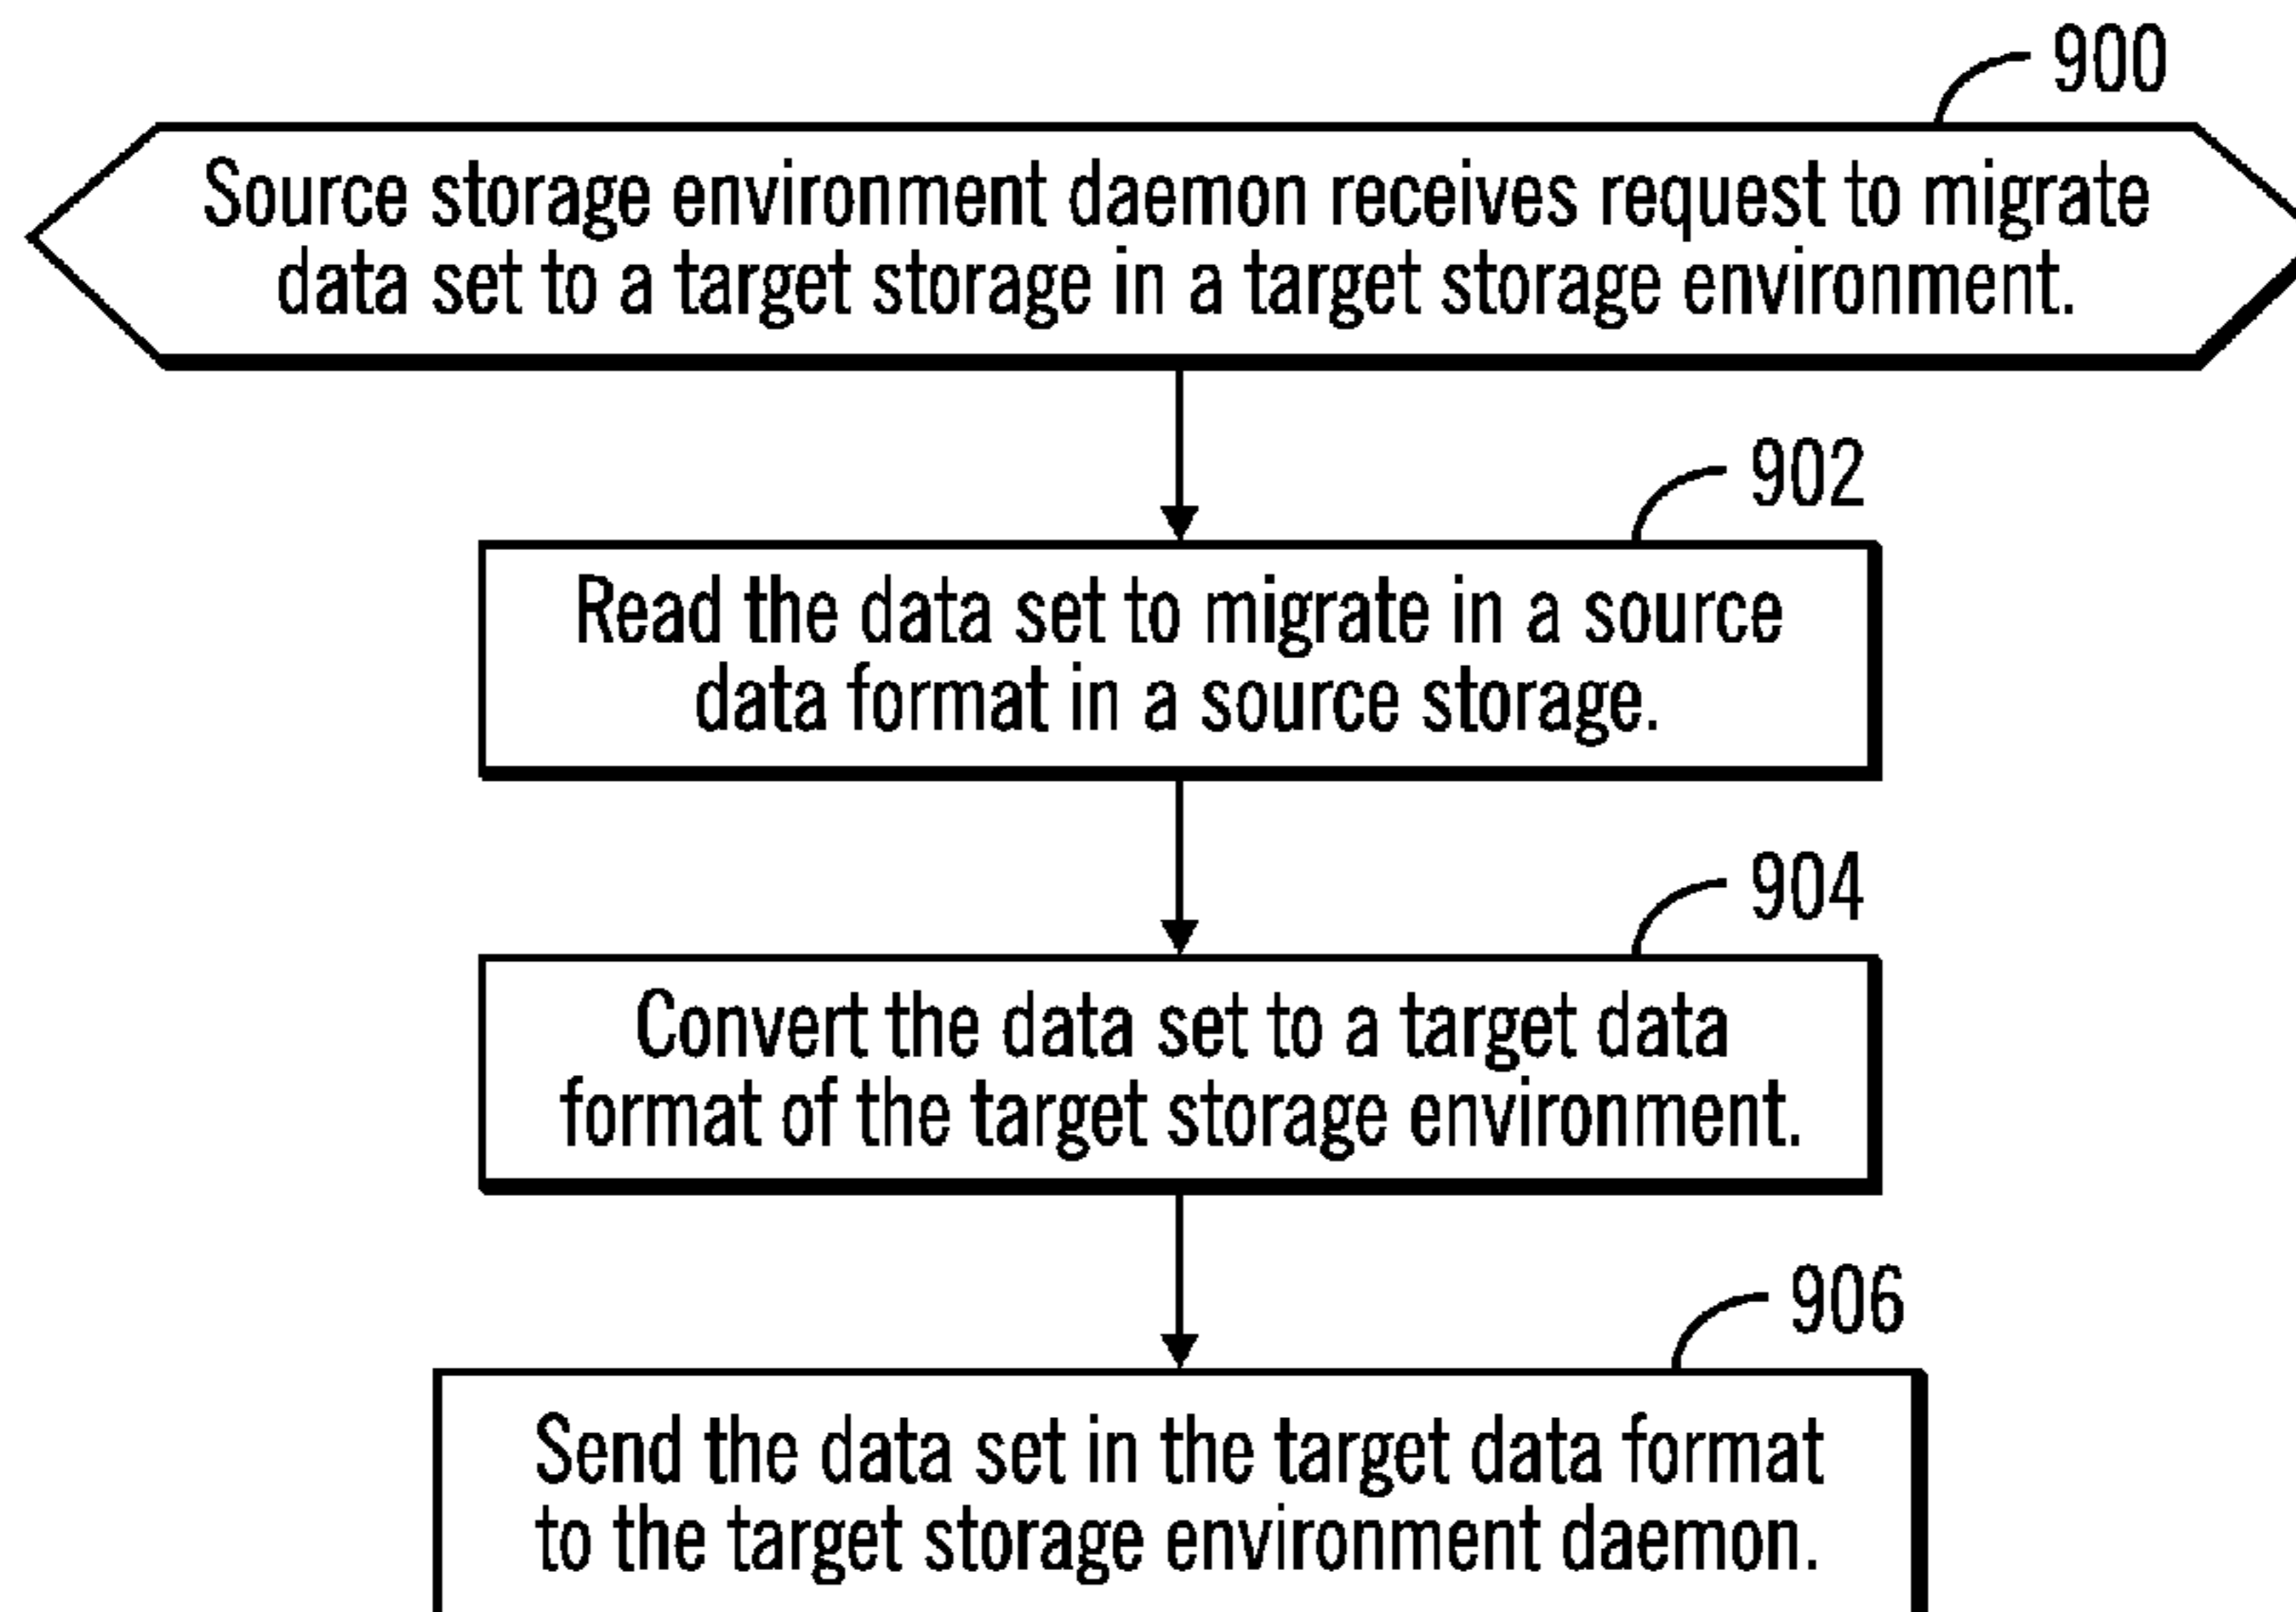 900
Source storage environment daemon receives request to migrate
data set to a target storage in a target storage environment.
902
Read the data set to migrate in a source
data format in a source storage.
904
Convert the data set to a target data
format of the target storage environment.
906
Send the data set in the target data format
to the target storage environment daemon.